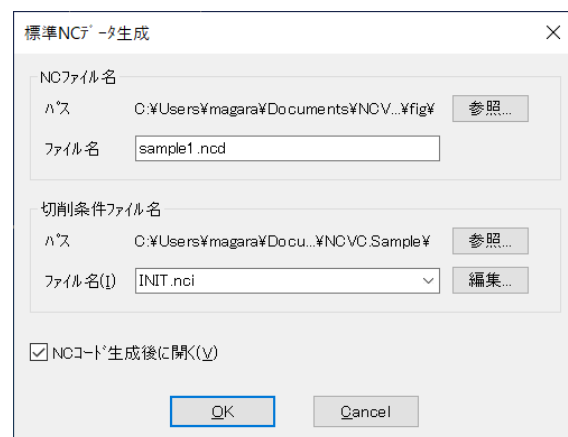 標準NCﾃﾞｰﾀ生成
NCﾌｧｲﾙ名
ﾊﾟｽ C:¥Users¥magara¥Documents¥NCV...¥fig¥ 参照...
ﾌｧｲﾙ名 sample1.ncd
切削条件ﾌｧｲﾙ名
ﾊﾟｽ C:¥Users¥magara¥Docu...¥NCVC.Sample¥ 参照...
ﾌｧｲﾙ名(I) INIT.nci 編集...
NCｺｰﾄﾞ生成後に開く(V)
OK Cancel